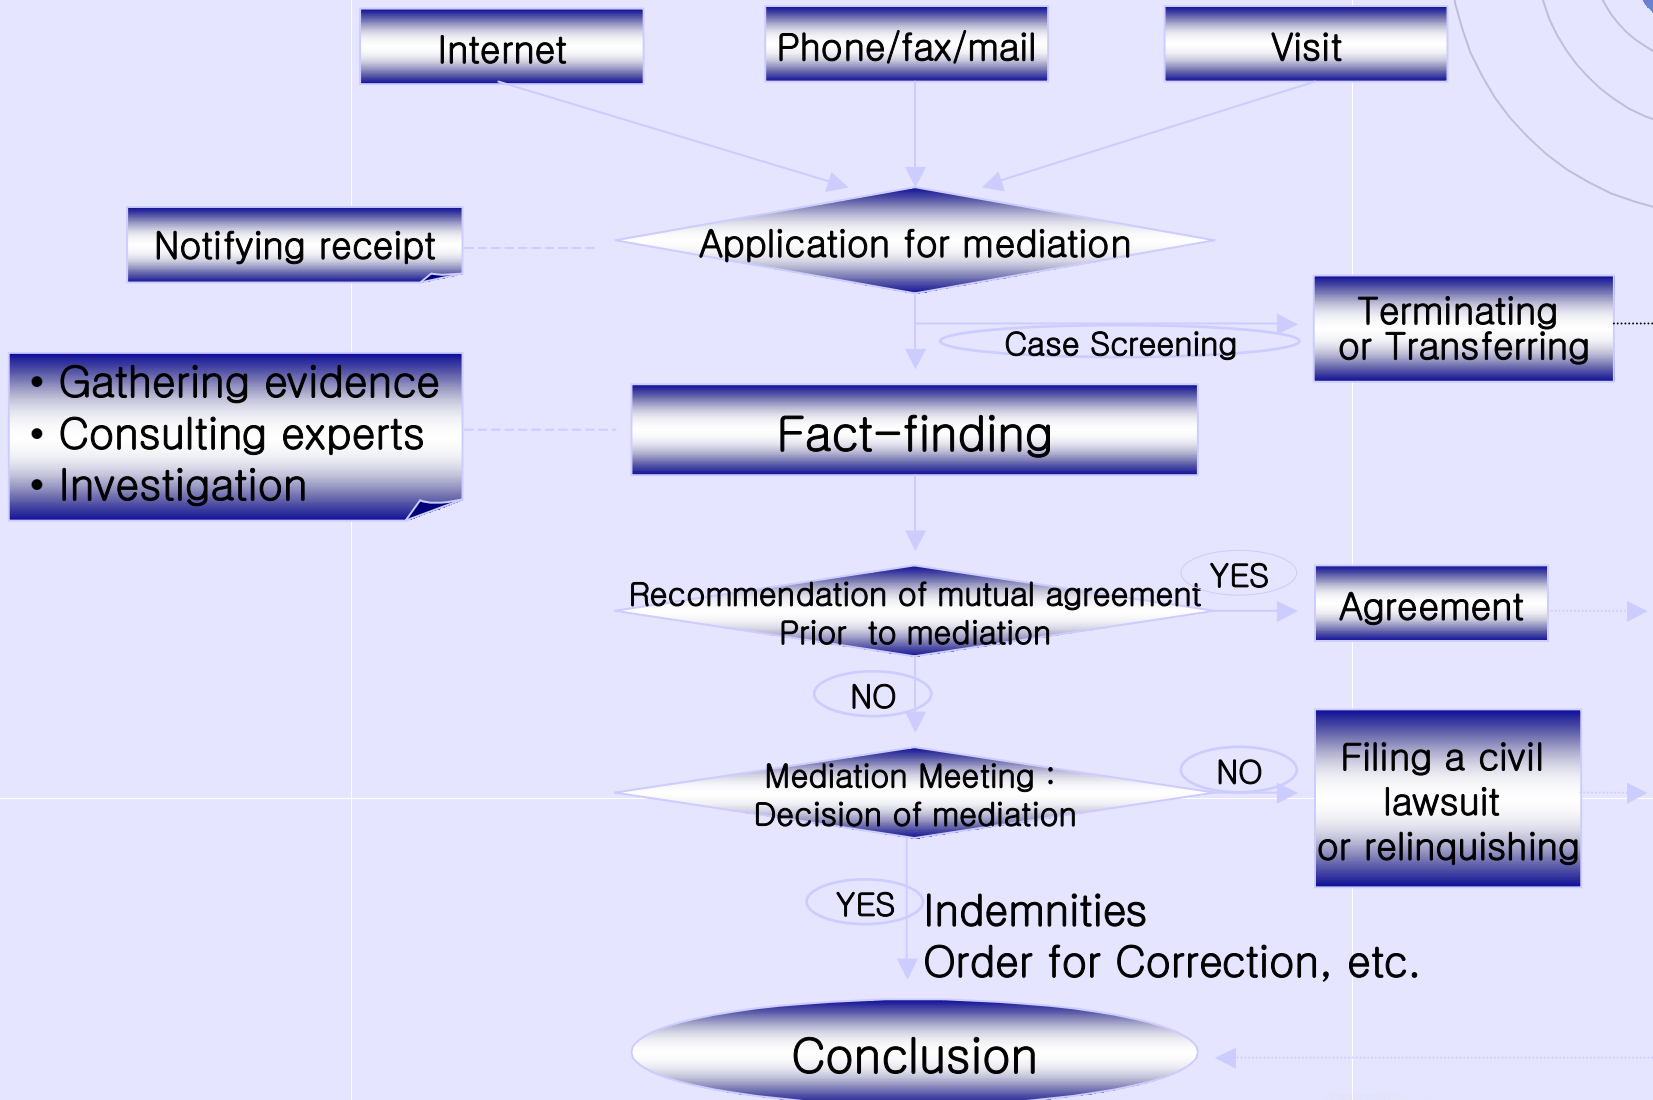 Internet
Phone/fax/mail
Visit
Notifying receipt
Application for mediation
Case Screening
Terminating
or Transferring
• Gathering evidence
• Consulting experts
• Investigation
Fact-finding
Recommendation of mutual agreement
Prior to mediation
YES
Agreement
NO
Mediation Meeting :
Decision of mediation
NO
Filing a civil
lawsuit
or relinquishing
YES
Indemnities
Order for Correction, etc.
Conclusion